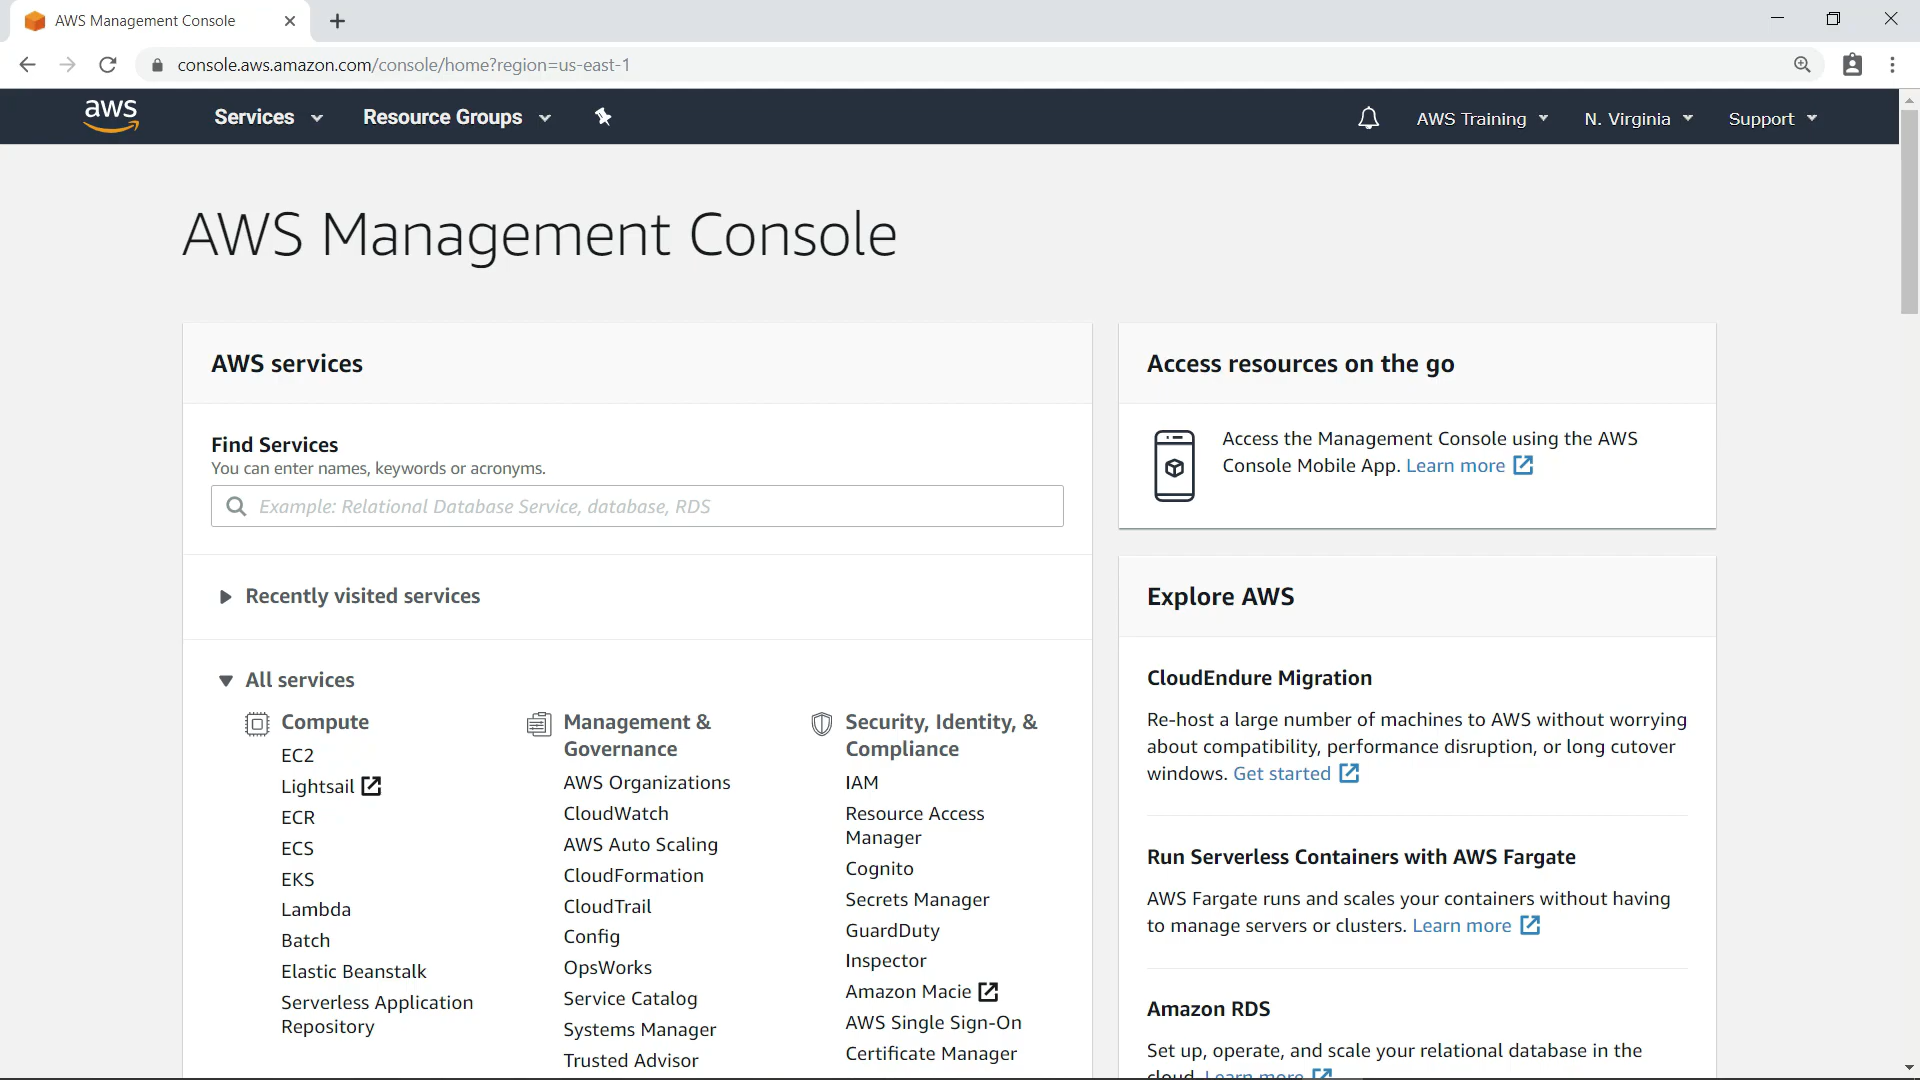 AWS Management Console
console.aws.amazon.com/console/home?region=us-east-1
aws
Services
Resource Groups
AWS Training
N. Virginia
Support
AWS Management Console
AWS services
Find Services
You can enter names, keywords or acronyms.
Example: Relational Database Service, database, RDS
Recently visited services
All services
Compute
EC2
Lightsail
ECR
ECS
EKS
Lambda
Batch
Elastic Beanstalk
Serverless Application
Repository
Management &
Governance
AWS Organizations
CloudWatch
AWS Auto Scaling
CloudFormation
CloudTrail
Config
OpsWorks
Service Catalog
Systems Manager
Trusted Advisor
Security, Identity, &
Compliance
IAM
Resource Access
Manager
Cognito
Secrets Manager
GuardDuty
Inspector
Amazon Macie
AWS Single Sign-On
Certificate Manager
Access resources on the go
Access the Management Console using the AWS
Console Mobile App. Learn more
Explore AWS
CloudEndure Migration
Re-host a large number of machines to AWS without worrying
about compatibility, performance disruption, or long cutover
windows. Get started
Run Serverless Containers with AWS Fargate
AWS Fargate runs and scales your containers without having
to manage servers or clusters. Learn more
Amazon RDS
Set up, operate, and scale your relational database in the
cloud. Learn more